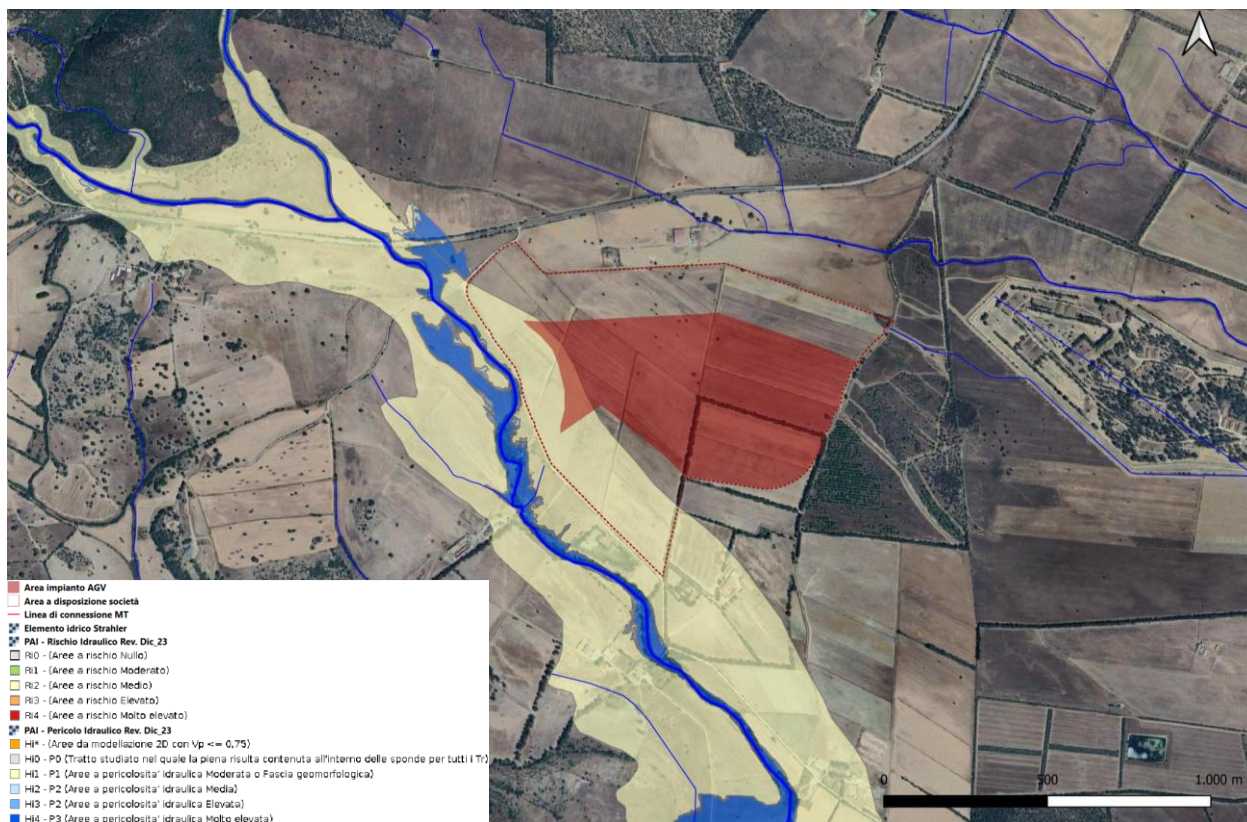 Area impianto AGV
Area a disposizione società
Linea di connessione MT
Elemento idrico Strahler
PAI - Rischio Idraulico Rev. Dic_23
Ri0 - (Aree a rischio Nullo)
Ri1 - (Aree a rischio Moderato)
Ri2 - (Aree a rischio Medio)
Ri3 - (Aree a rischio Elevato)
Ri4 - (Aree a rischio Molto elevato)
PAI - Pericolo Idraulico Rev. Dic_23
Hi* - (Aree da modellazione 2D con Vp <= 0,75)
Hi0 - P0 (Tratto studiato nel quale la piena risulta contenuta all'interno delle sponde per tutti i Tr)
Hi1 - P1 (Aree a pericolosita' idraulica Moderata o Fascia geomorfologica)
Hi2 - P2 (Aree a pericolosita' idraulica Media)
Hi3 - P2 (Aree a pericolosita' idraulica Elevata)
Hi4 - P3 (Aree a pericolosita' idraulica Molto elevata)
0 500 1.000 m